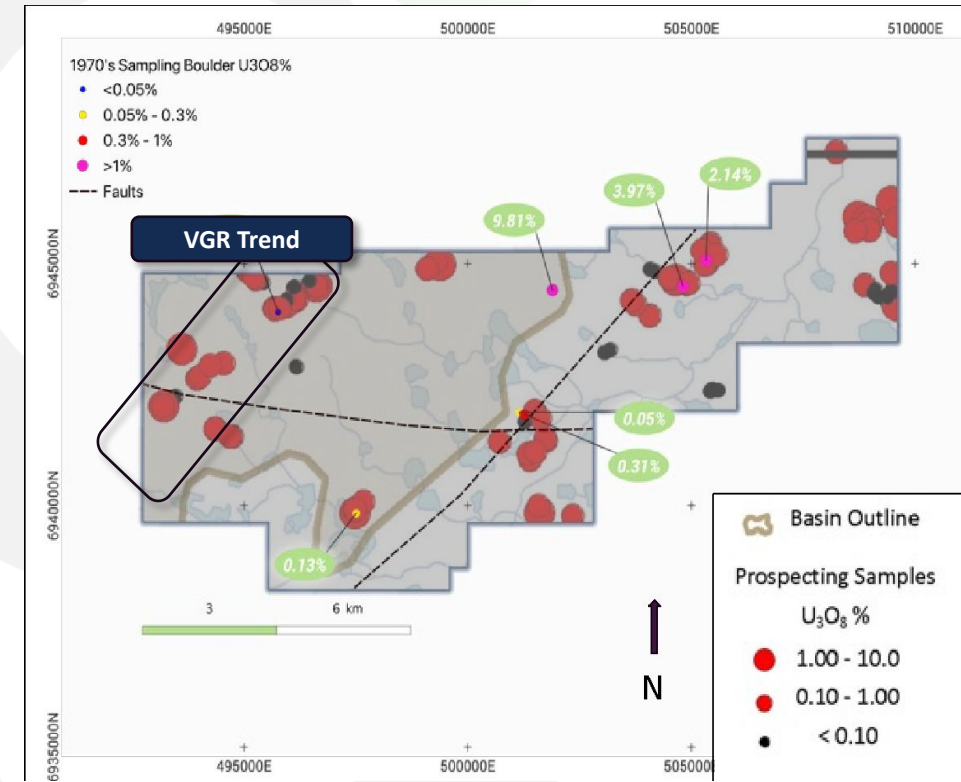 495000E 500000E 505000E 510000E
1970's Sampling Boulder U3O8%
<0.05%
0.05% - 0.3%
0.3% - 1%
>1%
Faults
2.14%
3.97%
9.81%
VGR Trend
6945000N
0.05%
0.31%
6940000N
0.13%
3 6 km
N
Basin Outline
Prospecting Samples
U₃O₈ %
1.00 - 10.0
0.10 - 1.00
< 0.10
6935000N
495000E 500000E 505000